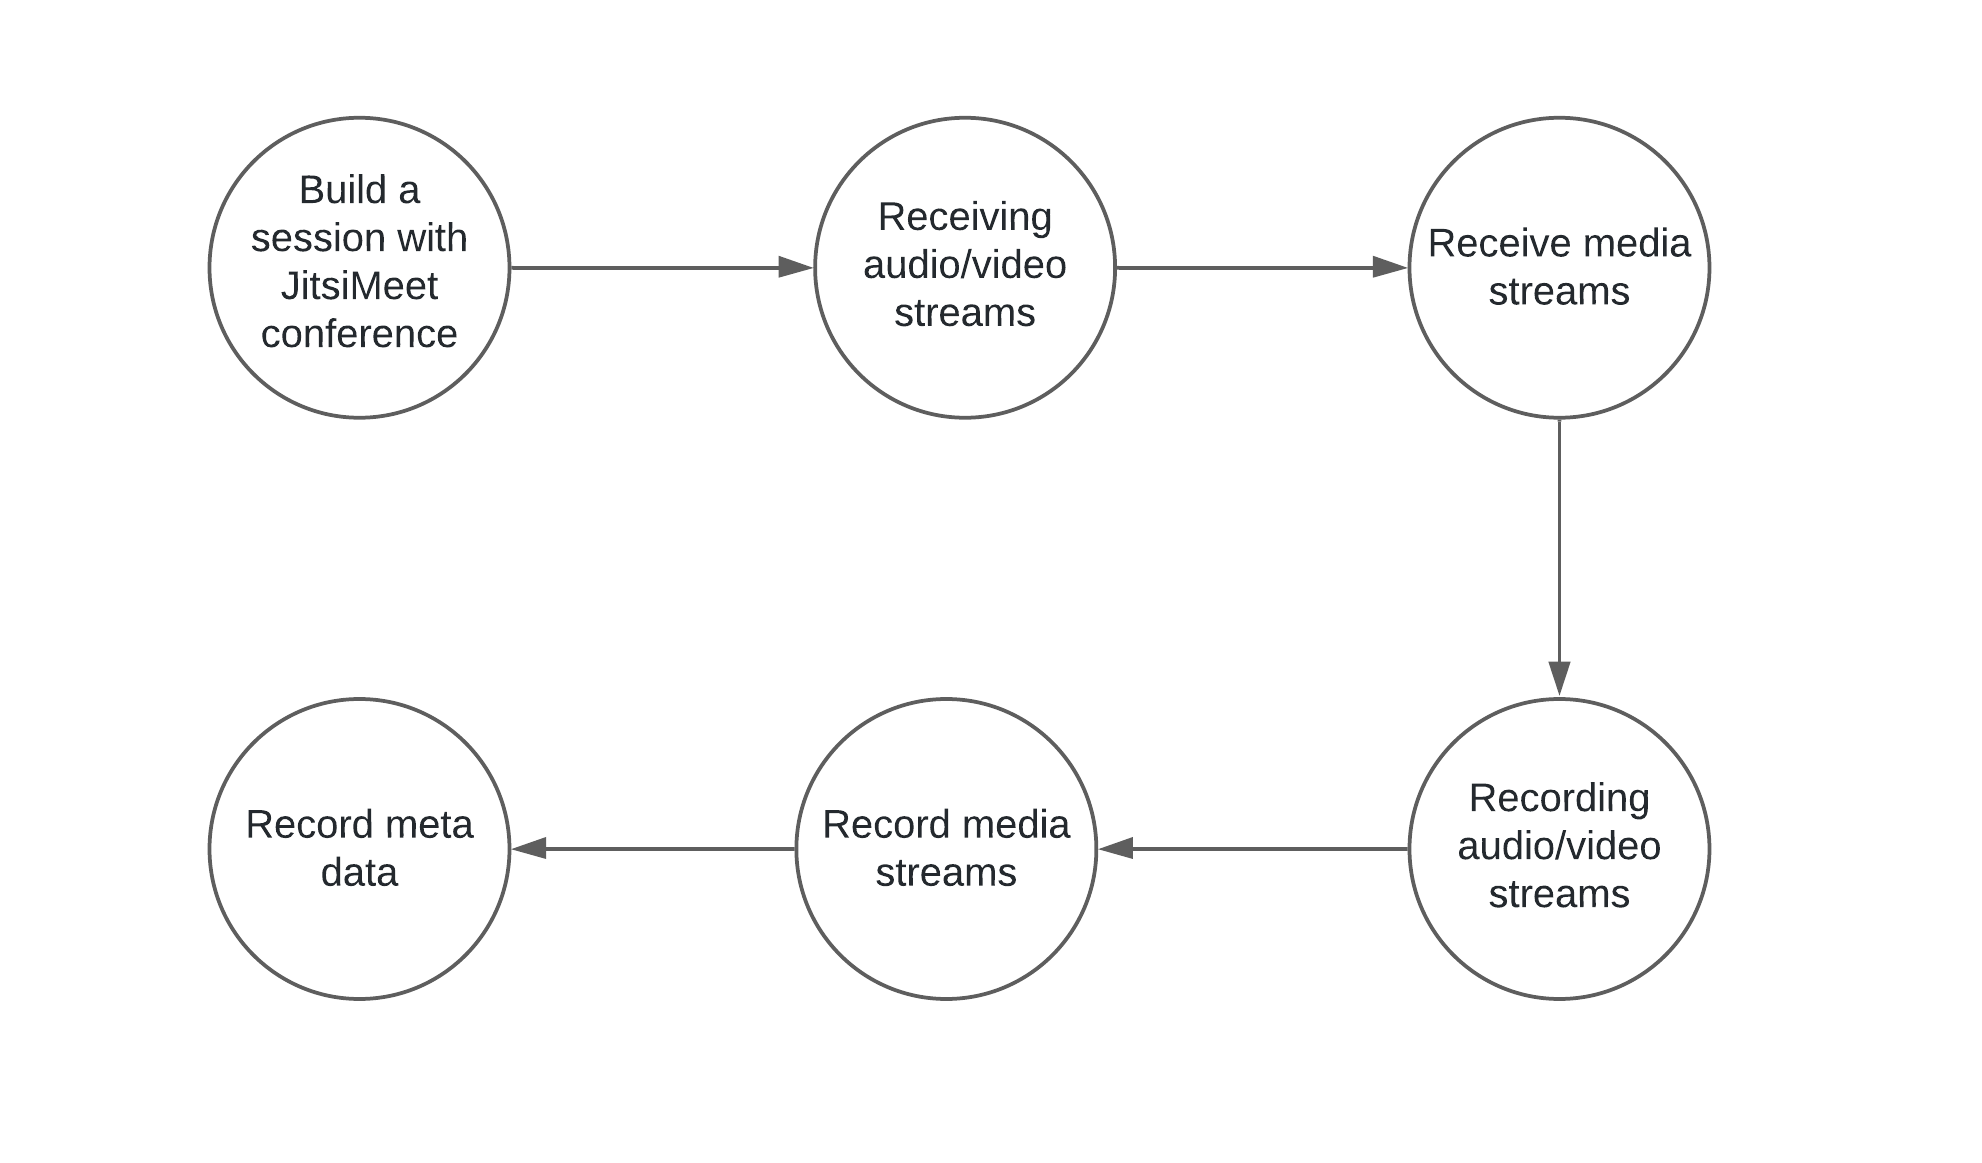 Build a
session with
JitsiMeet
conference
Receiving
audio/video
streams
Receive media
streams
Record meta
data
Record media
streams
Recording
audio/video
streams